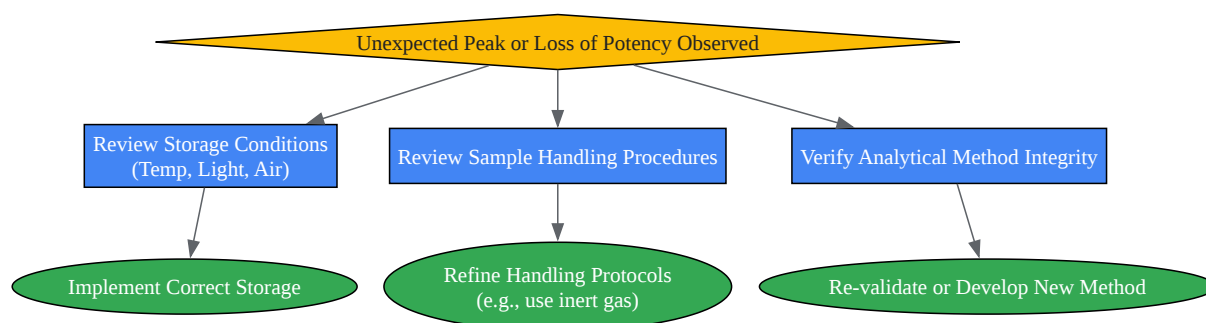 Unexpected Peak or Loss of Potency Observed
Review Storage Conditions
(Temp, Light, Air)
Review Sample Handling Procedures
Verify Analytical Method Integrity
Implement Correct Storage
Refine Handling Protocols
(e.g., use inert gas)
Re-validate or Develop New Method